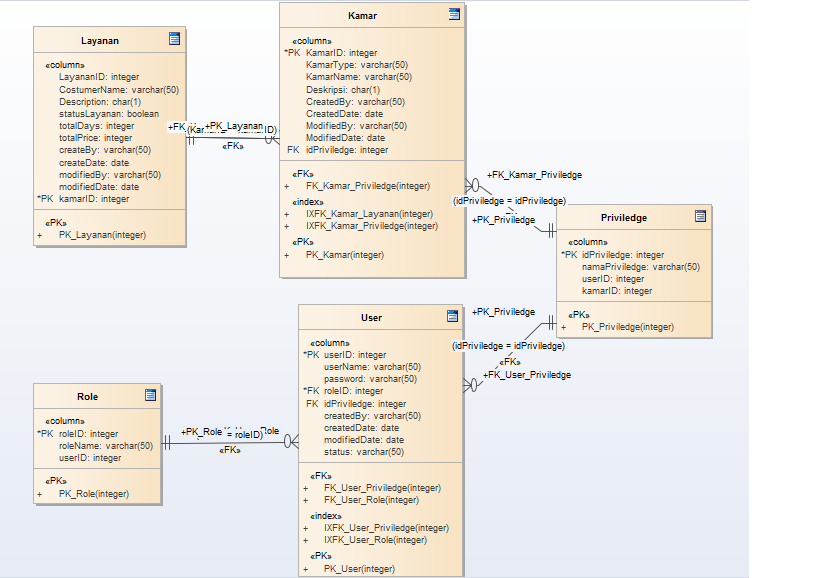 Layanan
«column»
LayananID: integer
CostumerName: varchar(50)
Description: char(1)
statusLayanan: boolean
totalDays: integer
totalPrice: integer
createBy: varchar(50)
createDate: date
modifiedBy: varchar(50)
modifiedDate: date
*PK kamarID: integer
«PK»
+ PK_Layanan(integer)
+FK_
+PK_Layanan
(Kar
ID)
«FK»
Kamar
«column»
*PK KamarID: integer
KamarType: varchar(50)
KamarName: varchar(50)
Deskripsi: char(1)
CreatedBy: varchar(50)
CreatedDate: date
ModifiedBy: varchar(50)
ModifiedDate: date
FK idPriviledge: integer
«FK»
+ FK_Kamar_Priviledge(integer)
«index»
+ IXFK_Kamar_Layanan(integer)
+ IXFK_Kamar_Priviledge(integer)
«PK»
+ PK_Kamar(integer)
+FK_Kamar_Priviledge
(idPriviledge = idPriviledge)
+PK_Priviledge
Priviledge
«column»
*PK idPriviledge: integer
namaPriviledge: varchar(50)
userID: integer
kamarID: integer
«PK»
+ PK_Priviledge(integer)
+PK_Priviledge
(idPriviledge = idPriviledge)
«FK»
+FK_User_Priviledge
User
«column»
*PK userID: integer
userName: varchar(50)
password: varchar(50)
*FK roleID: integer
FK idPriviledge: integer
createdBy: varchar(50)
createdDate: date
modifiedDate: date
status: varchar(50)
«FK»
+ FK_User_Priviledge(integer)
+ FK_User_Role(integer)
«index»
+ IXFK_User_Priviledge(integer)
+ IXFK_User_Role(integer)
«PK»
+ PK_User(integer)
Role
«column»
*PK roleID: integer
roleName: varchar(50)
userID: integer
«PK»
+ PK_Role(integer)
+PK_Role
Role
= roleID)
«FK»